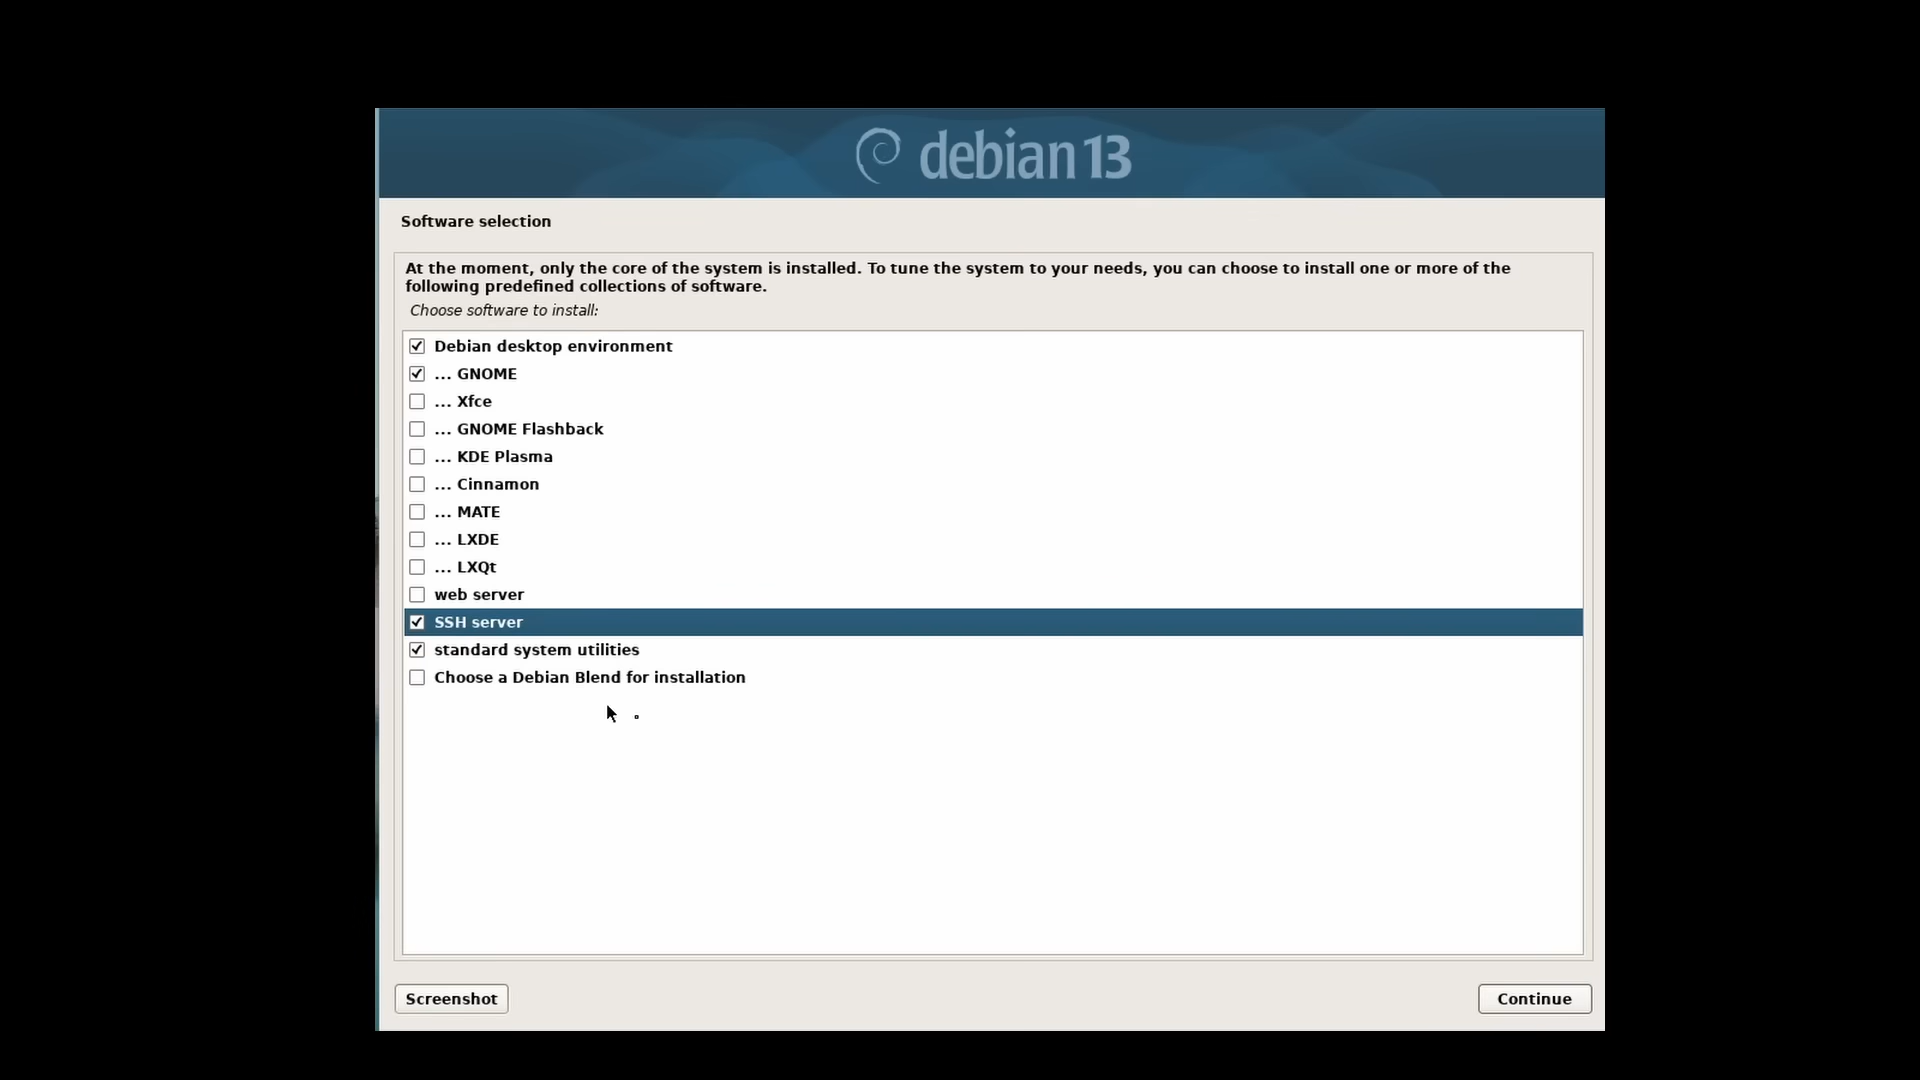 debian 13
Software selection
At the moment, only the core of the system is installed. To tune the system to your needs, you can choose to install one or more of the
following predefined collections of software.
Choose software to install:
Debian desktop environment
... GNOME
... Xfce
... GNOME Flashback
... KDE Plasma
... Cinnamon
... MATE
... LXDE
... LXQt
web server
SSH server
standard system utilities
Choose a Debian Blend for installation
Screenshot
Continue